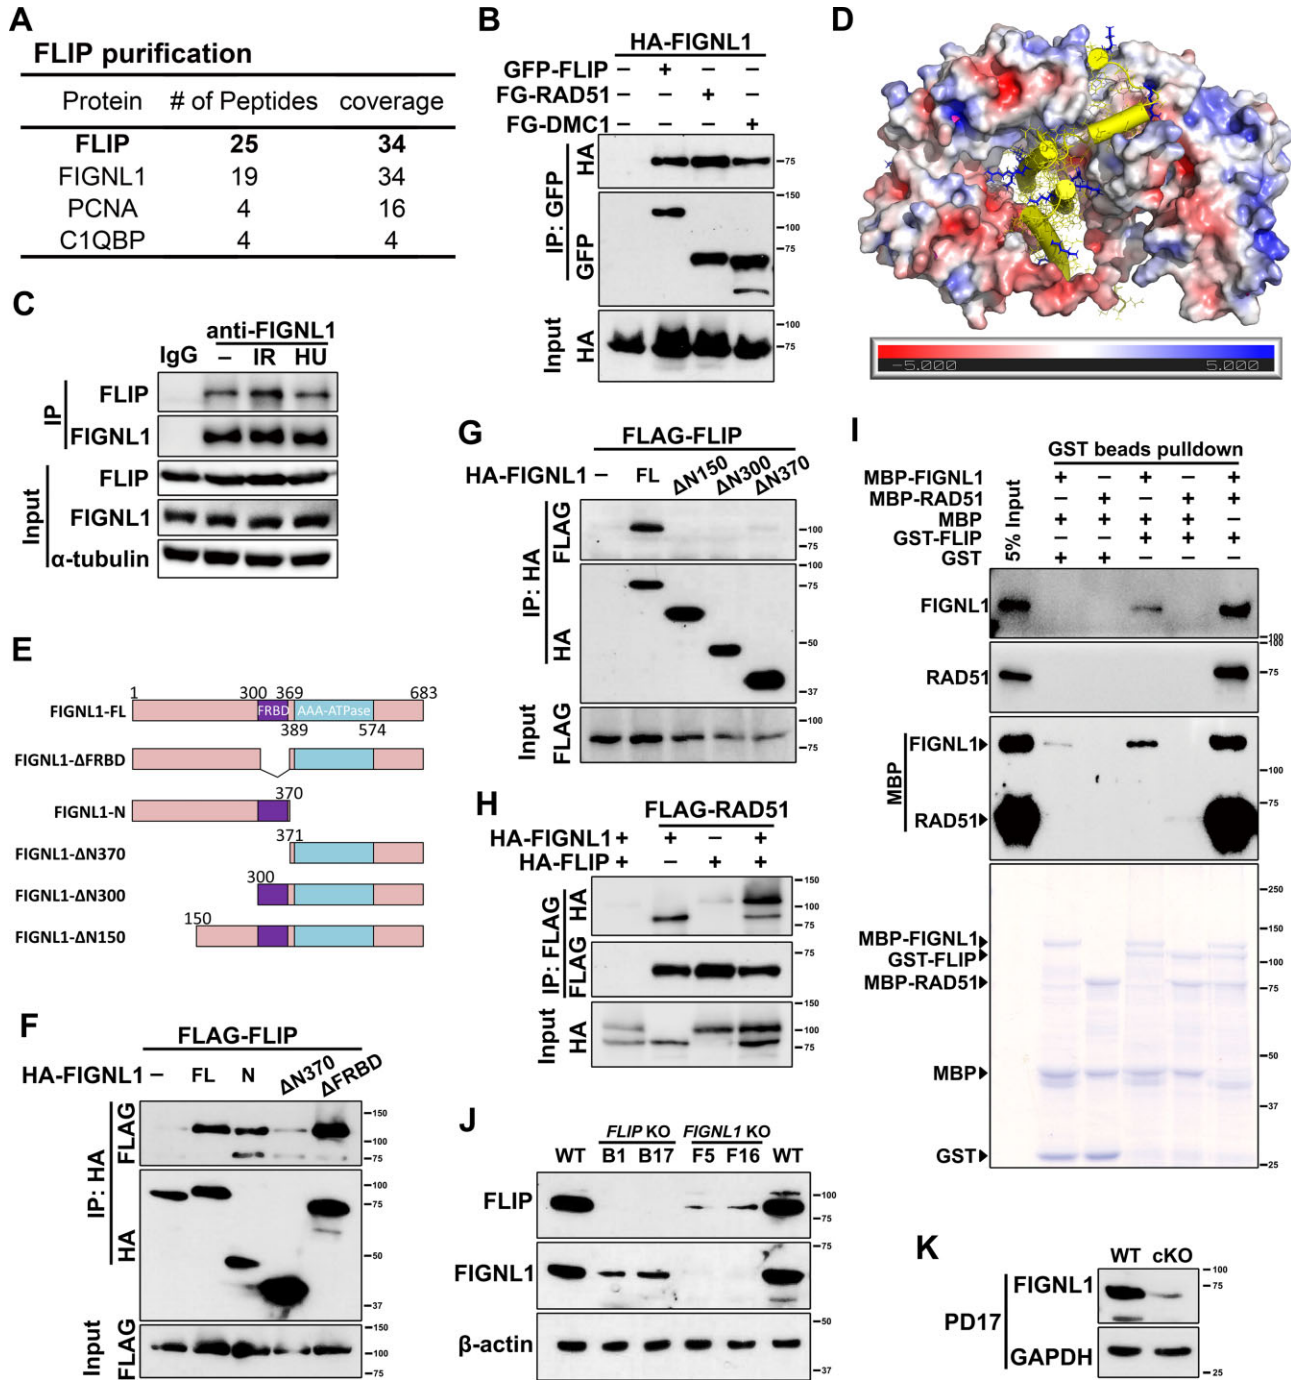 A
FLIP purification
Protein # of Peptides coverage
FLIP 25 34
FIGNL1 19 34
PCNA 4 16
C1QBP 4 4
B
HA-FIGNL1
GFP-FLIP – + – –
FG-RAD51 – – + –
FG-DMC1 – – – +
IP: GFP
HA
75
GFP
150
100
75
Input
HA
100
75
D
-5.000 5.000
C
anti-FIGNL1
IgG – IR HU
IP
FLIP
FIGNL1
Input
FLIP
FIGNL1
α-tubulin
E
1 300 369 683
FIGNL1-FL FRBD AAA-ATPase
389 574
FIGNL1-ΔFRBD
370
FIGNL1-N
371
FIGNL1-ΔN370
300
FIGNL1-ΔN300
150
FIGNL1-ΔN150
F
FLAG-FLIP
HA-FIGNL1 – FL N ΔN370 ΔFRBD
IP: HA
FLAG
150
100
75
HA
100
75
50
37
Input
FLAG
150
100
75
G
FLAG-FLIP
HA-FIGNL1 – FL ΔN150 ΔN300 ΔN370
IP: HA
FLAG
100
75
HA
100
75
50
37
Input
FLAG
100
75
H
FLAG-RAD51
HA-FIGNL1 + + – +
HA-FLIP + – + +
IP: FLAG
HA
150
100
75
FLAG
50
37
Input
HA
150
100
75
I
GST beads pulldown
MBP-FIGNL1 + – + – +
MBP-RAD51 – + – + +
MBP + + + + –
GST-FLIP – – + + +
GST + + – – –
5% Input
FIGNL1
100
RAD51
100
75
MBP
FIGNL1
RAD51
100
75
250
MBP-FIGNL1
150
GST-FLIP
100
MBP-RAD51
75
50
MBP
37
GST
25
J
FLIP KO FIGNL1 KO
WT B1 B17 F5 F16 WT
FLIP
100
75
FIGNL1
75
50
β-actin
50
37
K
WT cKO
PD17
FIGNL1
100
75
GAPDH
25